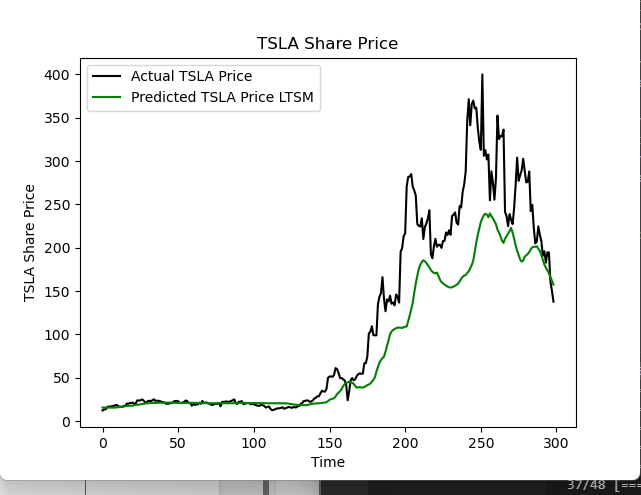 TSLA Share Price
Actual TSLA Price
Predicted TSLA Price LTSM
TSLA Share Price
400
350
300
250
200
150
100
50
0
0 50 100 150 200 250 300
Time
37/48 [===